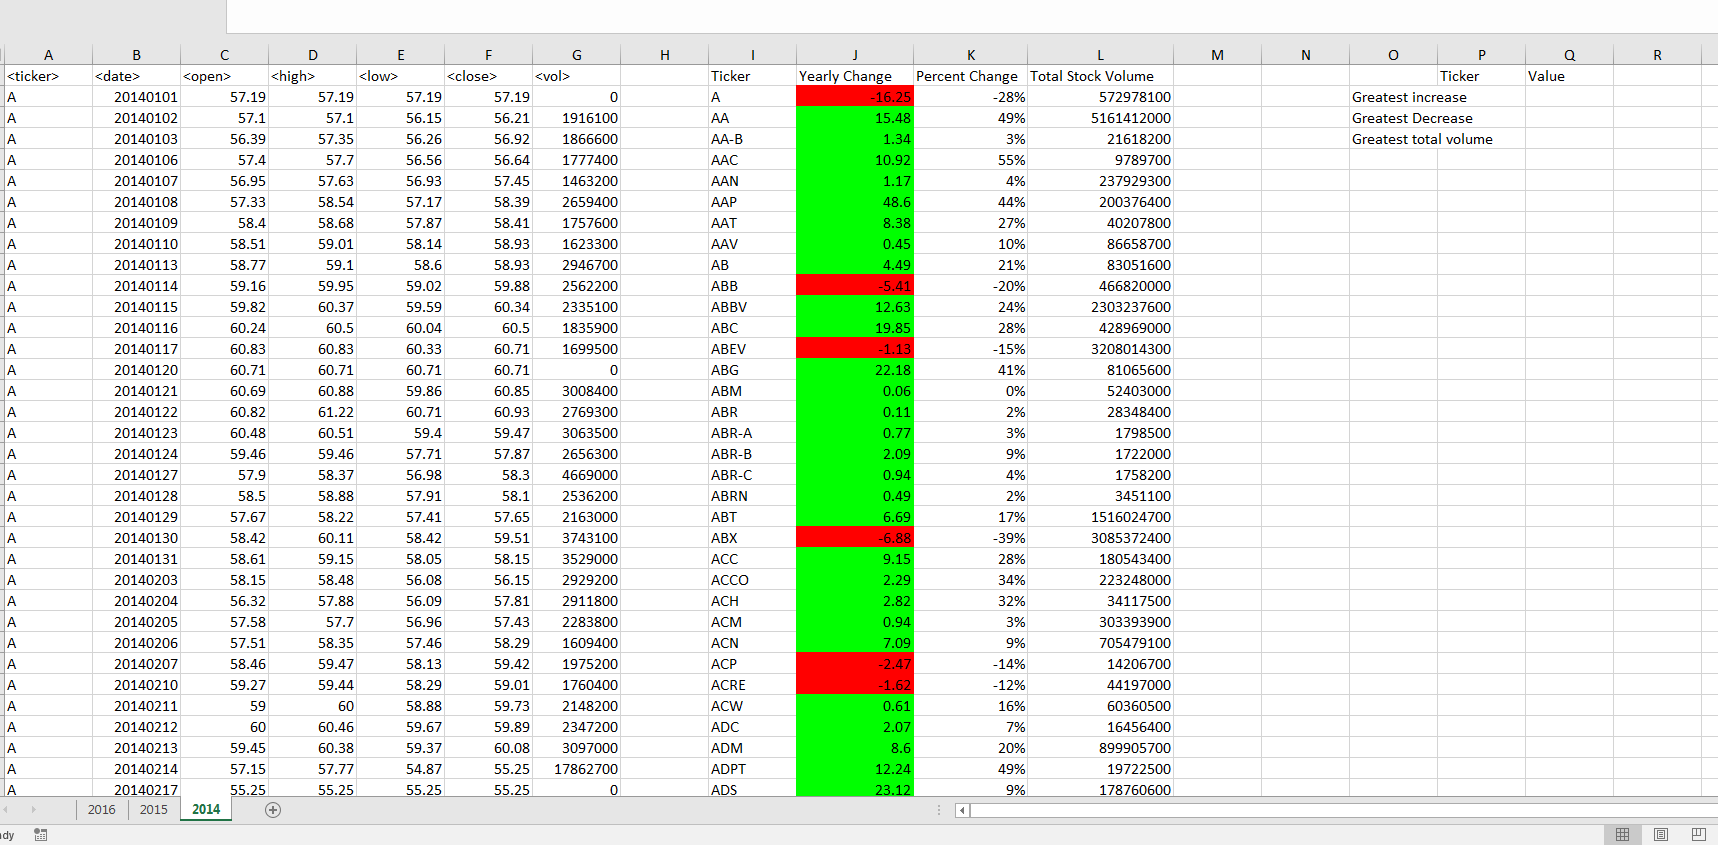 A B C D E F G H I J K L M N O P Q R
<ticker> <date> <open> <high> <low> <close> <vol> Ticker Yearly Change Percent Change Total Stock Volume Ticker Value
A 20140101 57.19 57.19 57.19 57.19 0 A -16.25 -28% 572978100 Greatest increase
A 20140102 57.1 57.1 56.15 56.21 1916100 AA 15.48 49% 5161412000 Greatest Decrease
A 20140103 56.39 57.35 56.26 56.92 1866600 AA-B 1.34 3% 21618200 Greatest total volume
A 20140106 57.4 57.7 56.56 56.64 1777400 AAC 10.92 55% 9789700
A 20140107 56.95 57.63 56.93 57.45 1463200 AAN 1.17 4% 237929300
A 20140108 57.33 58.54 57.17 58.39 2659400 AAP 48.6 44% 200376400
A 20140109 58.4 58.68 57.87 58.41 1757600 AAT 8.38 27% 40207800
A 20140110 58.51 59.01 58.14 58.93 1623300 AAV 0.45 10% 86658700
A 20140113 58.77 59.1 58.6 58.93 2946700 AB 4.49 21% 83051600
A 20140114 59.16 59.95 59.02 59.88 2562200 ABB -5.41 -20% 466820000
A 20140115 59.82 60.37 59.59 60.34 2335100 ABBV 12.63 24% 2303237600
A 20140116 60.24 60.5 60.04 60.5 1835900 ABC 19.85 28% 428969000
A 20140117 60.83 60.83 60.33 60.71 1699500 ABEV -1.13 -15% 3208014300
A 20140120 60.71 60.71 60.71 60.71 0 ABG 22.18 41% 81065600
A 20140121 60.69 60.88 59.86 60.85 3008400 ABM 0.06 0% 52403000
A 20140122 60.82 61.22 60.71 60.93 2769300 ABR 0.11 2% 28348400
A 20140123 60.48 60.51 59.4 59.47 3063500 ABR-A 0.77 3% 1798500
A 20140124 59.46 59.46 57.71 57.87 2656300 ABR-B 2.09 9% 1722000
A 20140127 57.9 58.37 56.98 58.3 4669000 ABR-C 0.94 4% 1758200
A 20140128 58.5 58.88 57.91 58.1 2536200 ABRN 0.49 2% 3451100
A 20140129 57.67 58.22 57.41 57.65 2163000 ABT 6.69 17% 1516024700
A 20140130 58.42 60.11 58.42 59.51 3743100 ABX -6.88 -39% 3085372400
A 20140131 58.61 59.15 58.05 58.15 3529000 ACC 9.15 28% 180543400
A 20140203 58.15 58.48 56.08 56.15 2929200 ACCO 2.29 34% 223248000
A 20140204 56.32 57.88 56.09 57.81 2911800 ACH 2.82 32% 34117500
A 20140205 57.58 57.7 56.96 57.43 2283800 ACM 0.94 3% 303393900
A 20140206 57.51 58.35 57.46 58.29 1609400 ACN 7.09 9% 705479100
A 20140207 58.46 59.47 58.13 59.42 1975200 ACP -2.47 -14% 14206700
A 20140210 59.27 59.44 58.29 59.01 1760400 ACRE -1.62 -12% 44197000
A 20140211 59 60 58.88 59.73 2148200 ACW 0.61 16% 60360500
A 20140212 60 60.46 59.67 59.89 2347200 ADC 2.07 7% 16456400
A 20140213 59.45 60.38 59.37 60.08 3097000 ADM 8.6 20% 899905700
A 20140214 57.15 57.77 54.87 55.25 17862700 ADPT 12.24 49% 19722500
A 20140217 55.25 55.25 55.25 55.25 0 ADS 23.12 9% 178760600
2016 2015 2014
dy